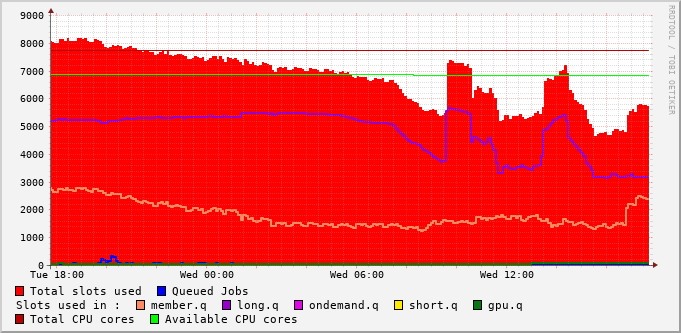 9000
8000
7000
6000
5000
4000
3000
2000
1000
0
Tue 18:00 Wed 00:00 Wed 06:00 Wed 12:00
RRDTOOL / TOBI OETIKER
Total slots used Queued Jobs
Slots used in : member.q long.q ondemand.q short.q gpu.q
Total CPU cores Available CPU cores